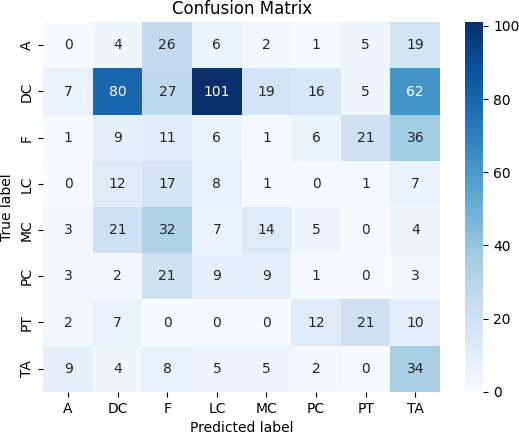 Confusion Matrix
A 0 4 26 6 2 1 5 19
DC 7 80 27 101 19 16 5 62
F 1 9 11 6 1 6 21 36
LC 0 12 17 8 1 0 1 7
MC 3 21 32 7 14 5 0 4
PC 3 2 21 9 9 1 0 3
PT 2 7 0 0 0 12 21 10
TA 9 4 8 5 5 2 0 34
A DC F LC MC PC PT TA
Predicted label
True label
100
80
60
40
20
0